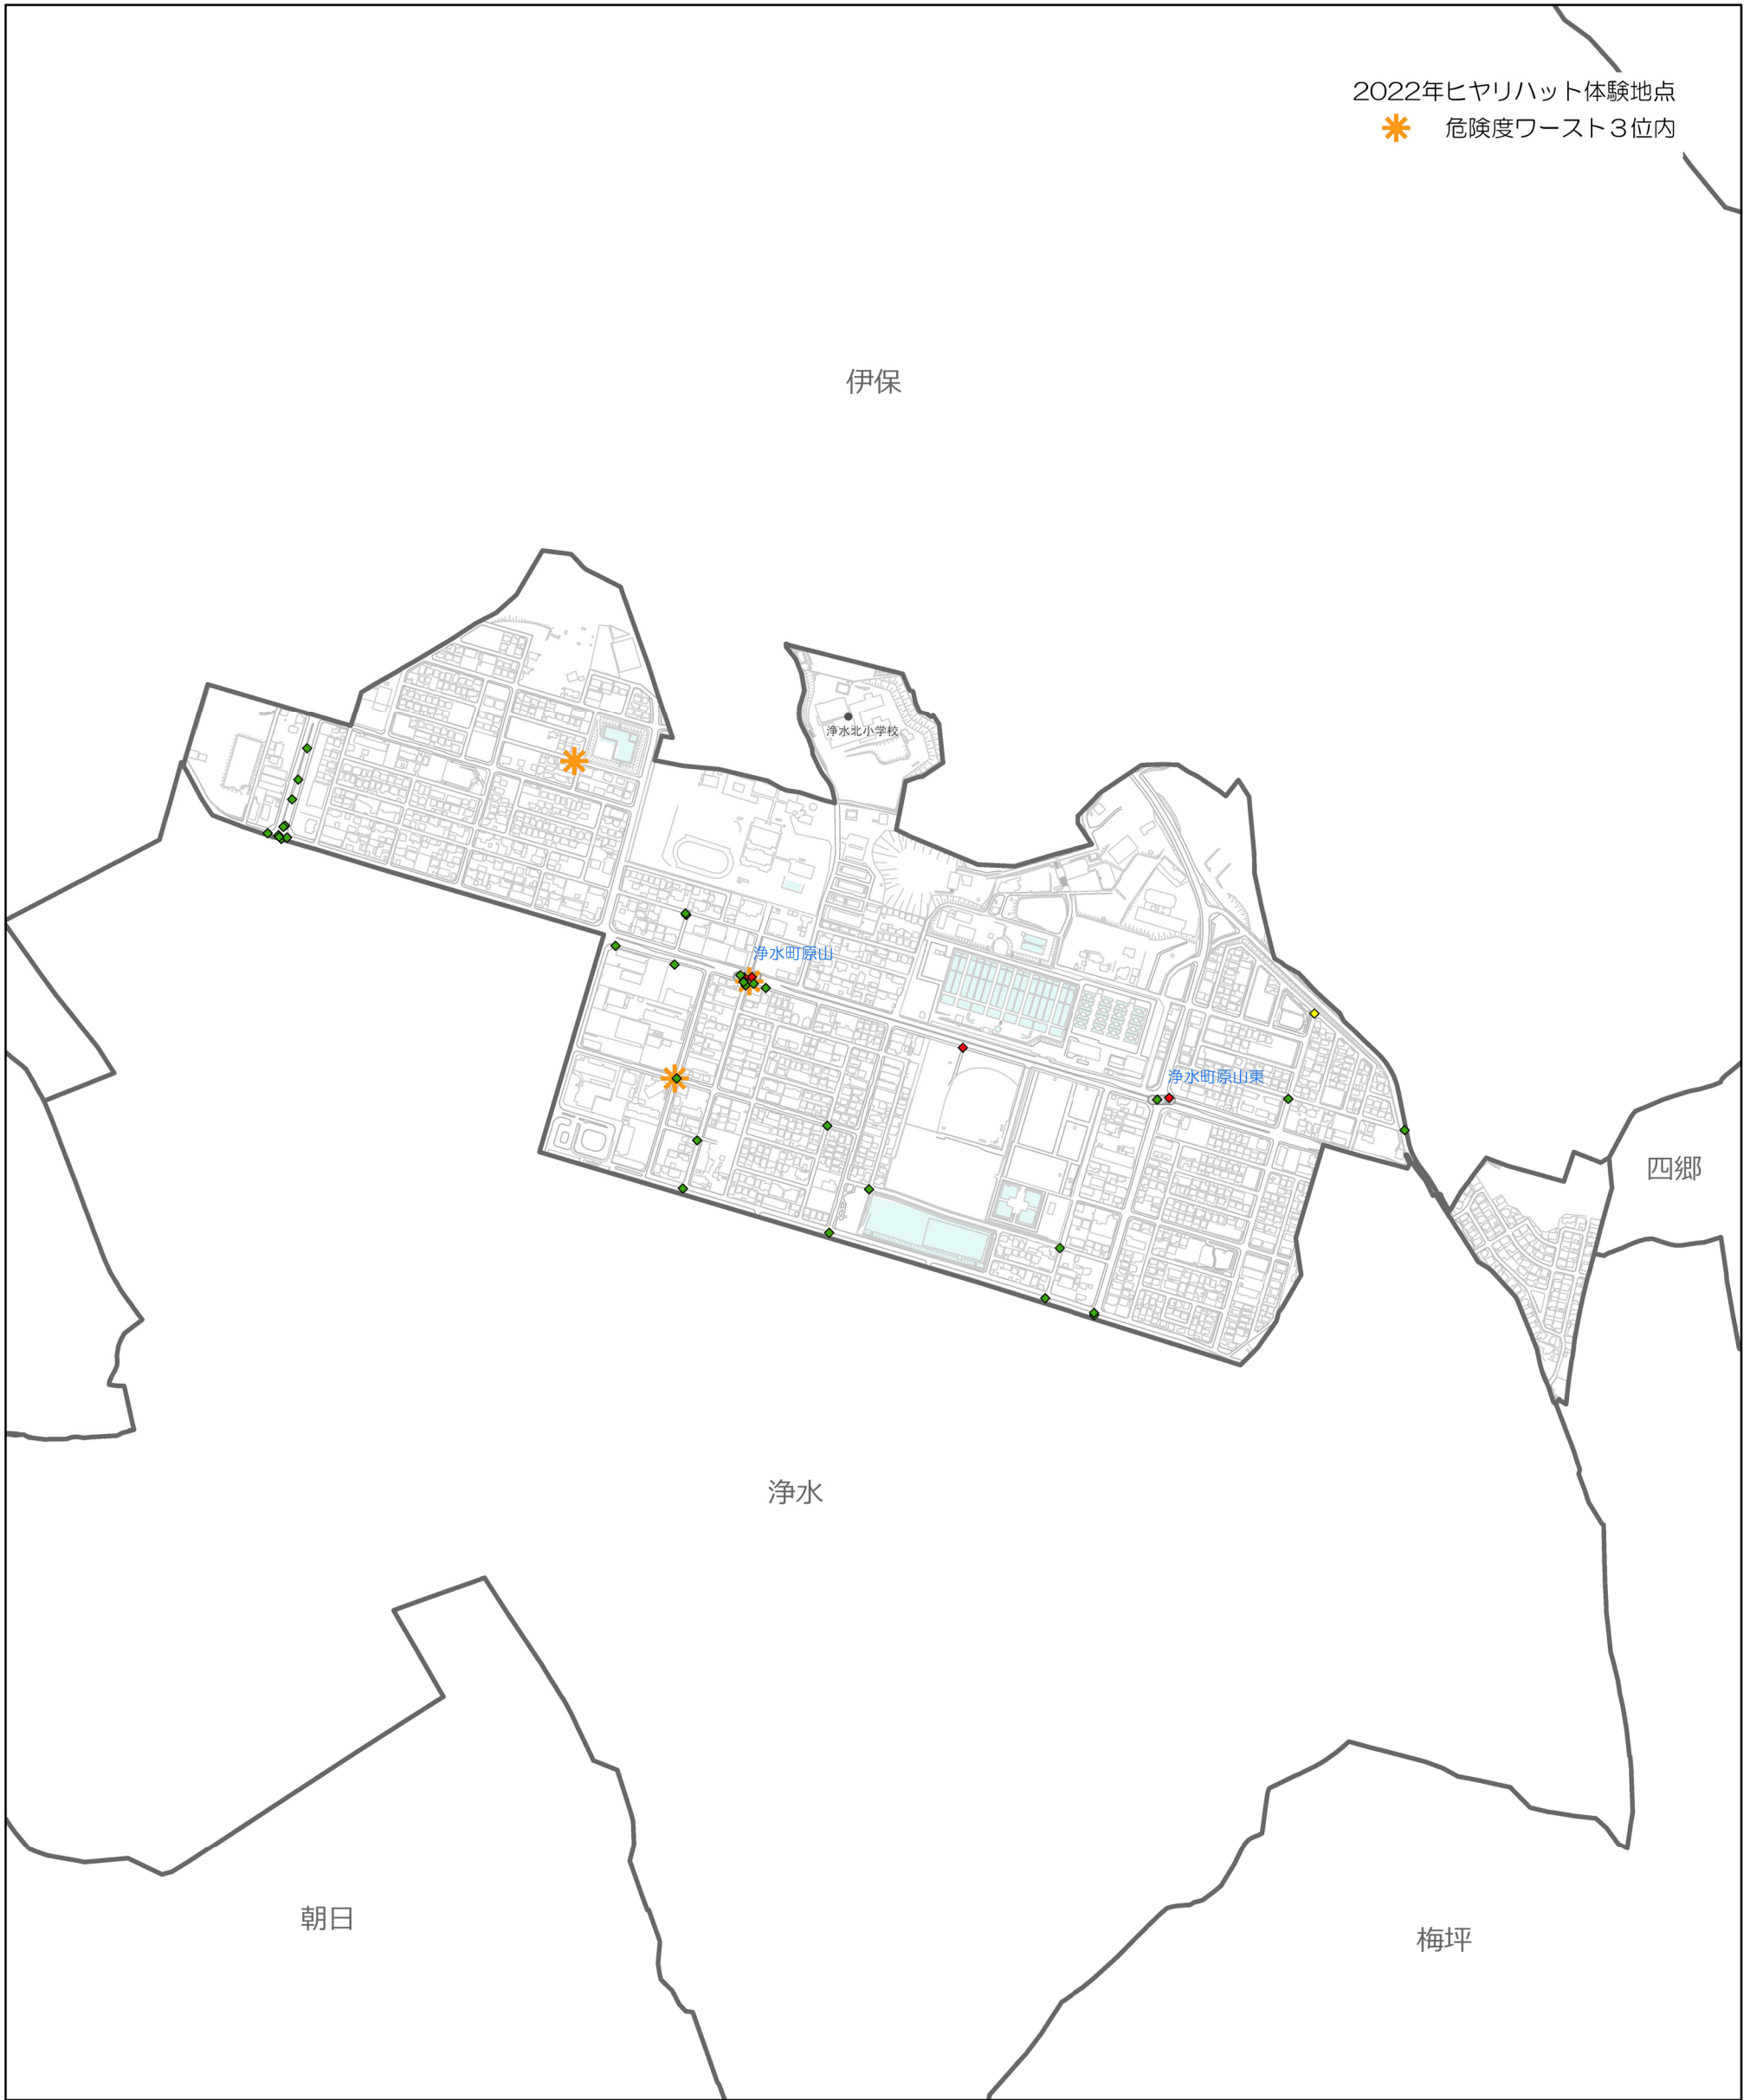 2022年ヒヤリハット体験地点
危険度ワースト3位内
伊保
浄水北小学校
浄水町原山
浄水町原山東
四郷
浄水
朝日
梅坪